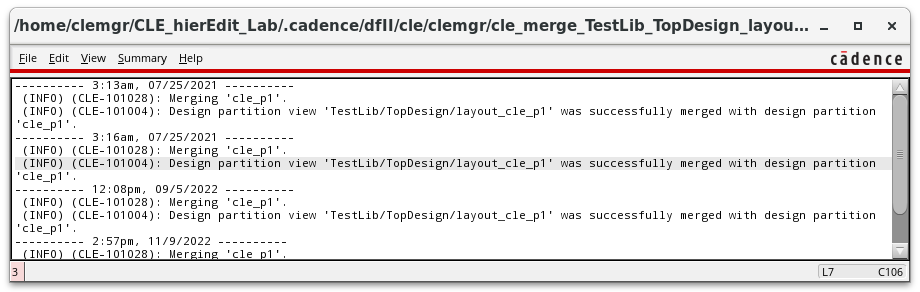 /home/clemgr/CLE_hierEdit_Lab/.cadence/dfII/cle/clemgr/cle_merge_TestLib_TopDesign_layou...
File Edit View Summary Help
cādence
---------- 3:13am, 07/25/2021 ----------
(INFO) (CLE-101028): Merging 'cle_p1'.
(INFO) (CLE-101004): Design partition view 'TestLib/TopDesign/layout_cle_p1' was successfully merged with design partition
'cle_p1'.
---------- 3:16am, 07/25/2021 ----------
(INFO) (CLE-101028): Merging 'cle_p1'.
(INFO) (CLE-101004): Design partition view 'TestLib/TopDesign/layout_cle_p1' was successfully merged with design partition
'cle_p1'.
---------- 12:08pm, 09/5/2022 ----------
(INFO) (CLE-101028): Merging 'cle_p1'.
(INFO) (CLE-101004): Design partition view 'TestLib/TopDesign/layout_cle_p1' was successfully merged with design partition
'cle_p1'.
---------- 2:57pm, 11/9/2022 ----------
(INFO) (CLE-101028): Merging 'cle_p1'.
3 L7 C106